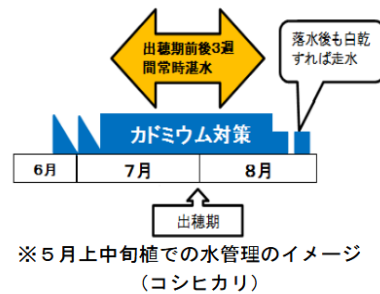 出穂期前後3週
間常時湛水
落水後も白乾
すれば走水
カドミウム対策
6月 7月 8月
出穂期
※５月上中旬植での水管理のイメージ
（コシヒカリ）